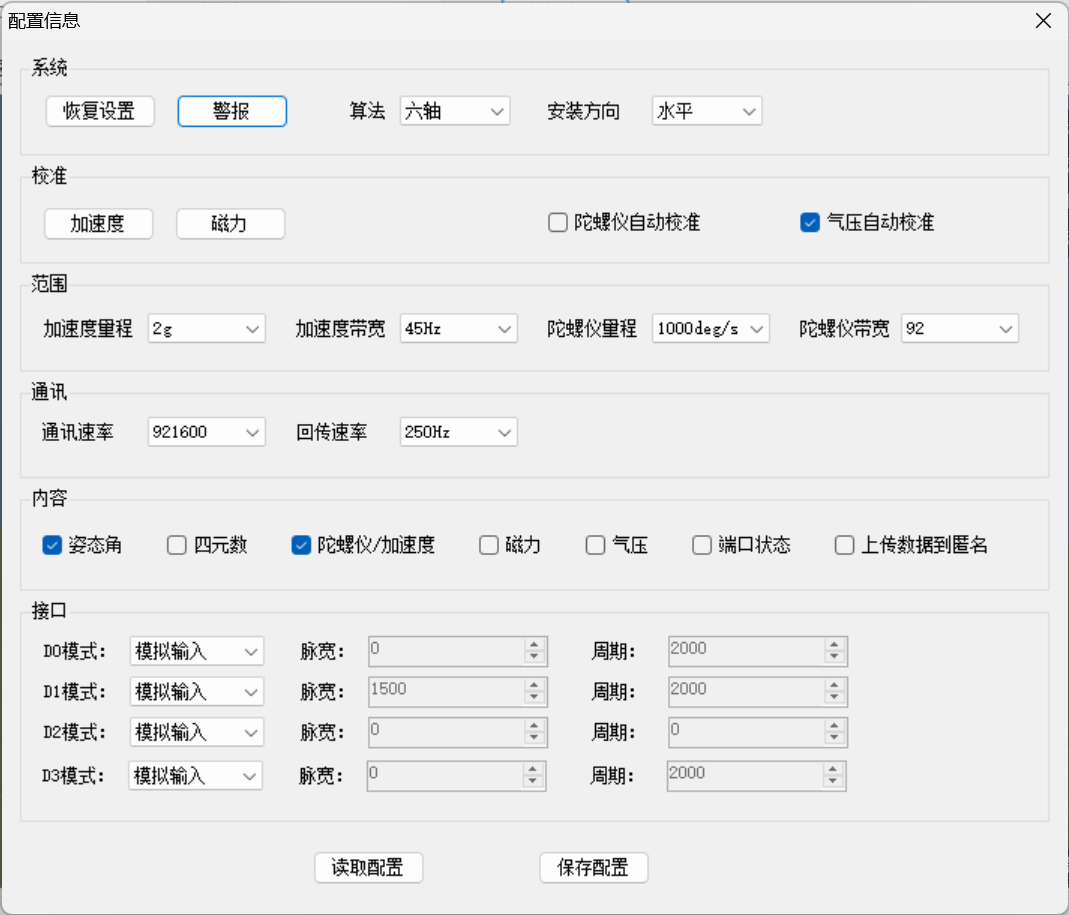 配置信息
系统
恢复设置 警报 算法 六轴 安装方向 水平
校准
加速度 磁力 陀螺仪自动校准 气压自动校准
范围
加速度量程 2g 加速度带宽 45Hz 陀螺仪量程 1000deg/s 陀螺仪带宽 92
通讯
通讯速率 921600 回传速率 250Hz
内容
姿态角 四元数 陀螺仪/加速度 磁力 气压 端口状态 上传数据到匿名
接口
D0模式: 模拟输入 脉宽: 0 周期: 2000
D1模式: 模拟输入 脉宽: 1500 周期: 2000
D2模式: 模拟输入 脉宽: 0 周期: 0
D3模式: 模拟输入 脉宽: 0 周期: 2000
读取配置 保存配置